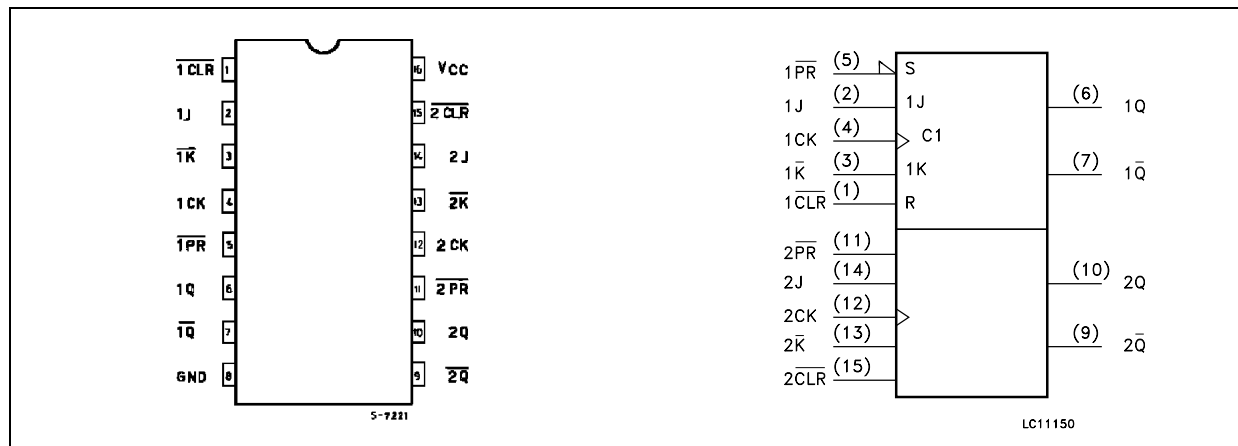 1CLR 1 16 VCC
1J 2 15 2CLR
1K̅ 3 14 2J
1CK 4 13 2K̅
1PR 5 12 2CK
1Q 6 11 2PR
1Q̅ 7 10 2Q
GND 8 9 2Q̅
S-7221
1PR (5) S
1J (2) 1J (6) 1Q
1CK (4) C1
1K̅ (3) 1K (7) 1Q̅
1CLR (1) R
2PR (11)
2J (14) (10) 2Q
2CK (12)
2K̅ (13) (9) 2Q̅
2CLR (15)
LC11150